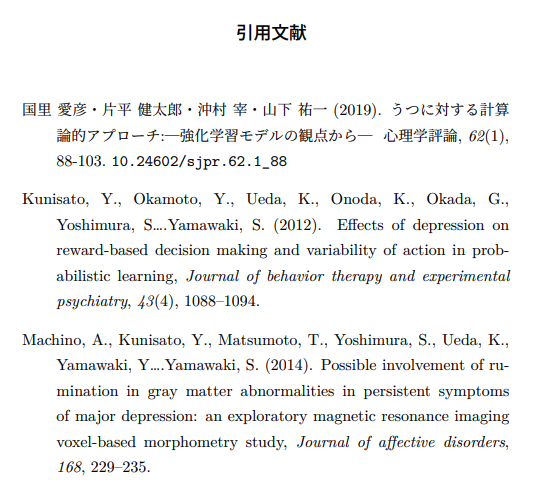 引用文献
国里 愛彦・片平 健太郎・沖村 宰・山下 祐一 (2019). うつに対する計算
論的アプローチ:—強化学習モデルの観点から— 心理学評論, 62(1),
88-103. 10.24602/sjpr.62.1_88
Kunisato, Y., Okamoto, Y., Ueda, K., Onoda, K., Okada, G.,
Yoshimura, S.…Yamawaki, S. (2012). Effects of depression on
reward-based decision making and variability of action in prob-
abilistic learning, Journal of behavior therapy and experimental
psychiatry, 43(4), 1088–1094.
Machino, A., Kunisato, Y., Matsumoto, T., Yoshimura, S., Ueda, K.,
Yamawaki, Y.…Yamawaki, S. (2014). Possible involvement of ru-
mination in gray matter abnormalities in persistent symptoms
of major depression: an exploratory magnetic resonance imaging
voxel-based morphometry study, Journal of affective disorders,
168, 229–235.